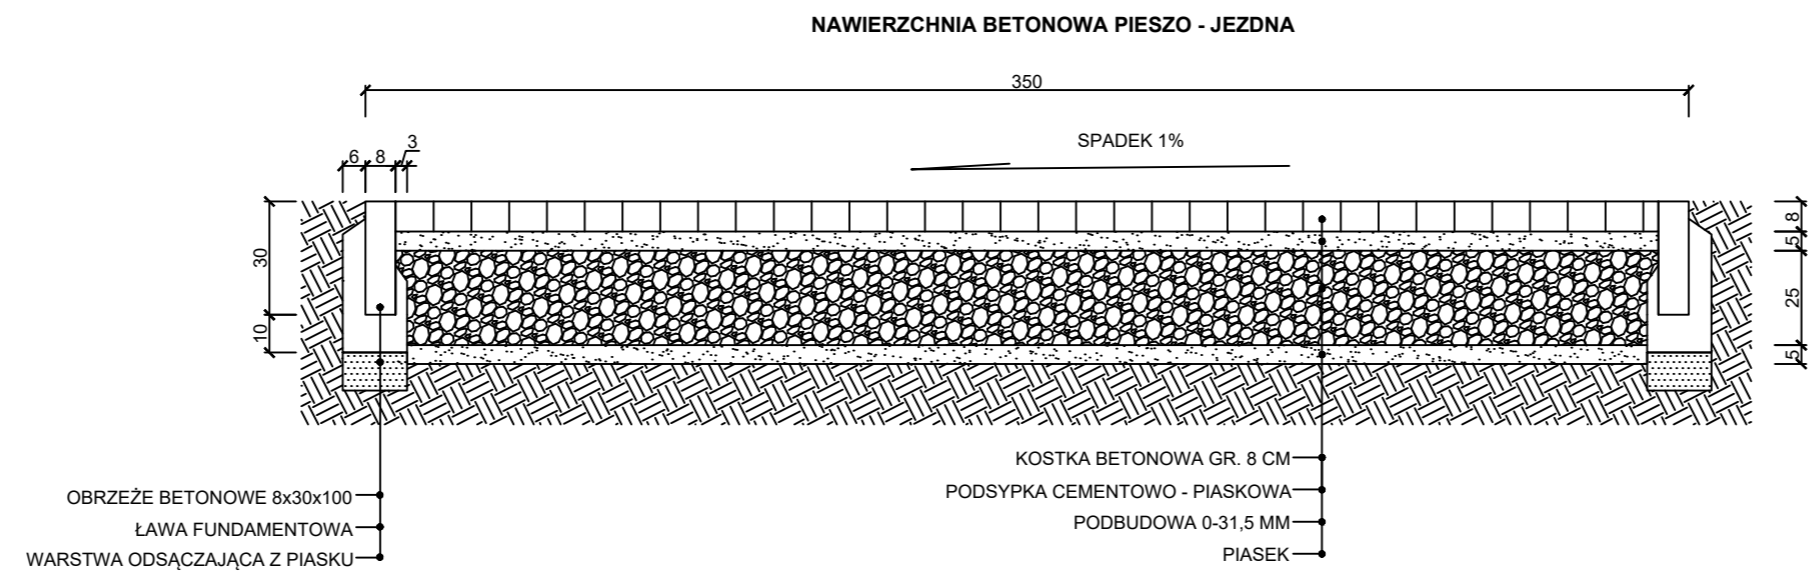 NAWIERZCHNIA BETONOWA PIESZO - JEZDNA
350
SPADEK 1%
6 8 3
30
10
8
5
25
5
OBRZEŻE BETONOWE 8x30x100
ŁAWA FUNDAMENTOWA
WARSTWA ODSĄCZAJĄCA Z PIASKU
KOSTKA BETONOWA GR. 8 CM
PODSYPKA CEMENTOWO - PIASKOWA
PODBUDOWA 0-31,5 MM
PIASEK